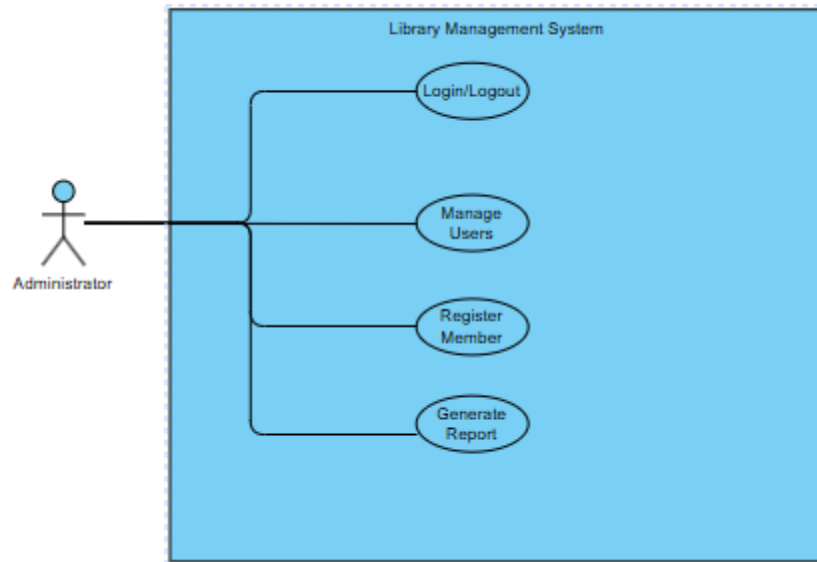 Library Management System
Login/Logout
Manage
Users
Administrator
Register
Member
Generate
Report